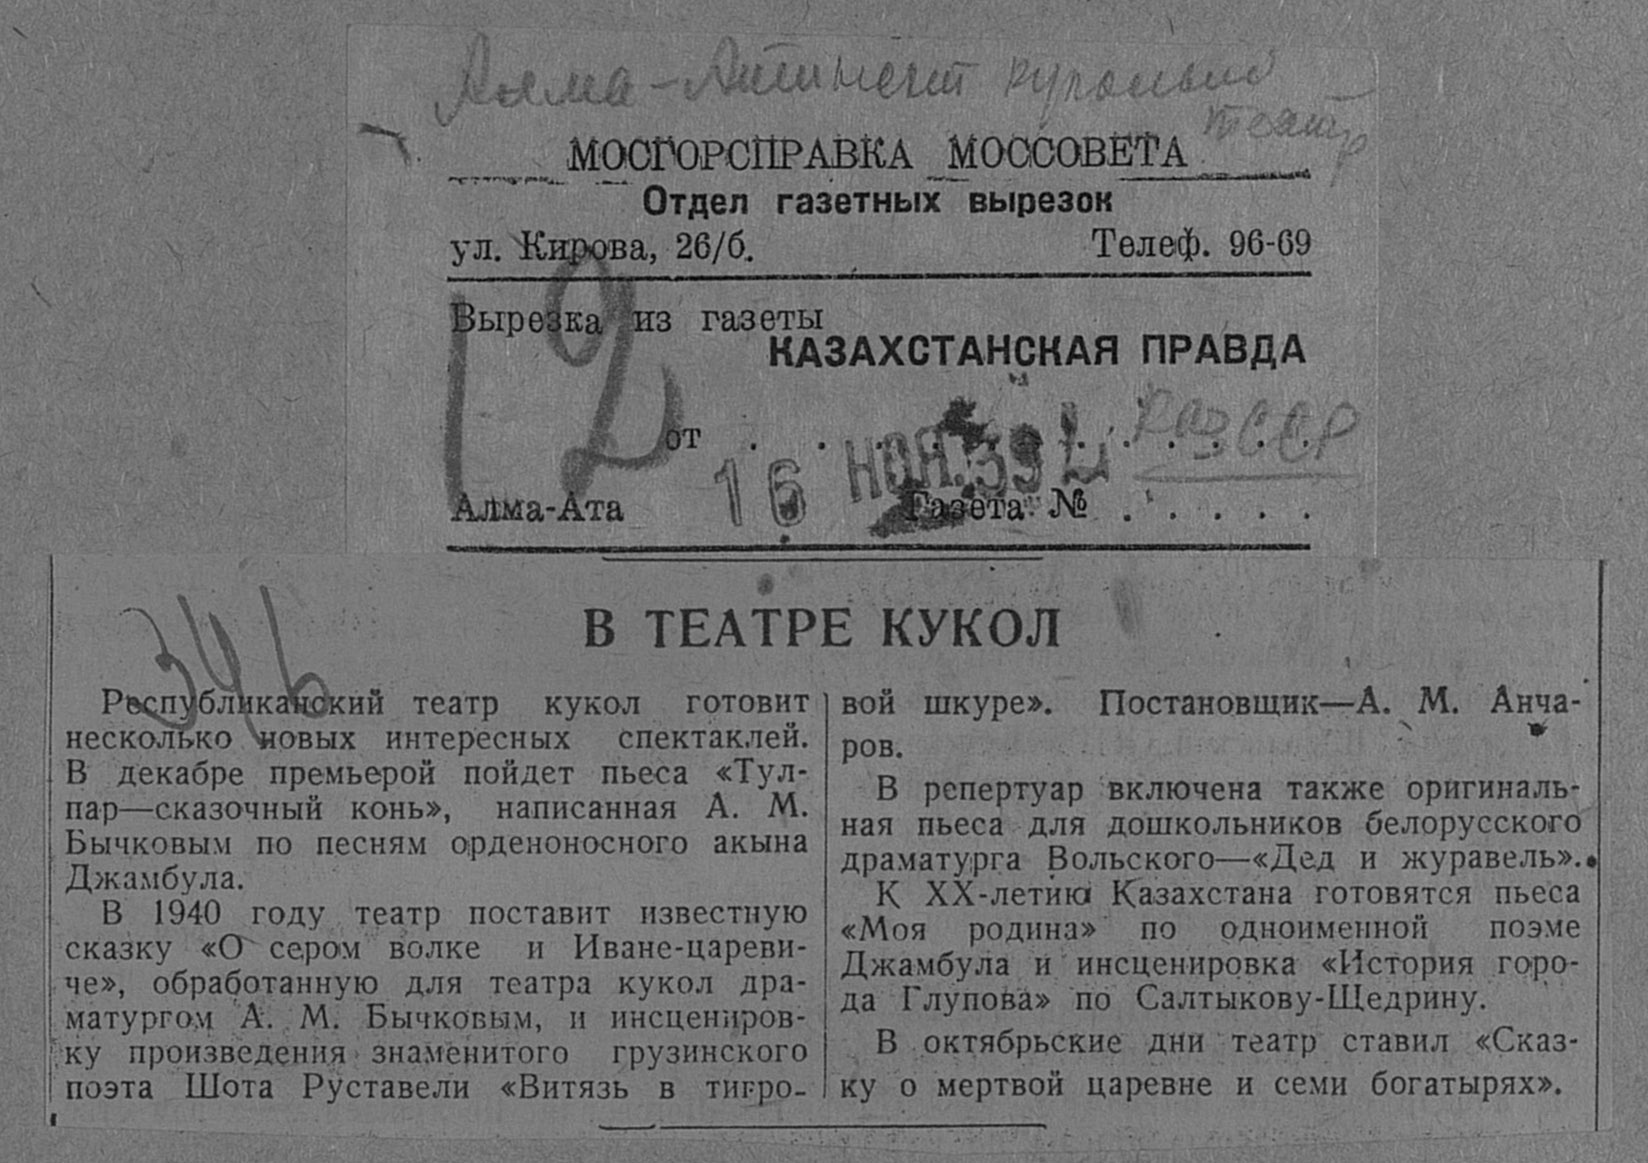 Алма-Атинский кукольный
театр
МОСГОРСПРАВКА МОССОВЕТА
Отдел газетных вырезок
ул. Кирова, 26/б. Телеф. 96-69
Вырезка из газеты
КАЗАХСТАНСКАЯ ПРАВДА
12
от . . . . . . . . . .
16 НОЯ. 39
КазССР
Алма-Ата Газета № . . . . .
346
В ТЕАТРЕ КУКОЛ
Республиканский театр кукол готовит
несколько новых интересных спектаклей.
В декабре премьерой пойдет пьеса «Тул-
пар—сказочный конь», написанная А. М.
Бычковым по песням орденоносного акына
Джамбула.
В 1940 году театр поставит известную
сказку «О сером волке и Иване-цареви-
че», обработанную для театра кукол дра-
матургом А. М. Бычковым, и инсцениров-
ку произведения знаменитого грузинского
поэта Шота Руставели «Витязь в тигро-
вой шкуре». Постановщик—А. М. Анча-
ров.
В репертуар включена также оригиналь-
ная пьеса для дошкольников белорусского
драматурга Вольского—«Дед и журавель».
К XX-летию Казахстана готовятся пьеса
«Моя родина» по одноименной поэме
Джамбула и инсценировка «История горо-
да Глупова» по Салтыкову-Щедрину.
В октябрьские дни театр ставил «Сказ-
ку о мертвой царевне и семи богатырях».